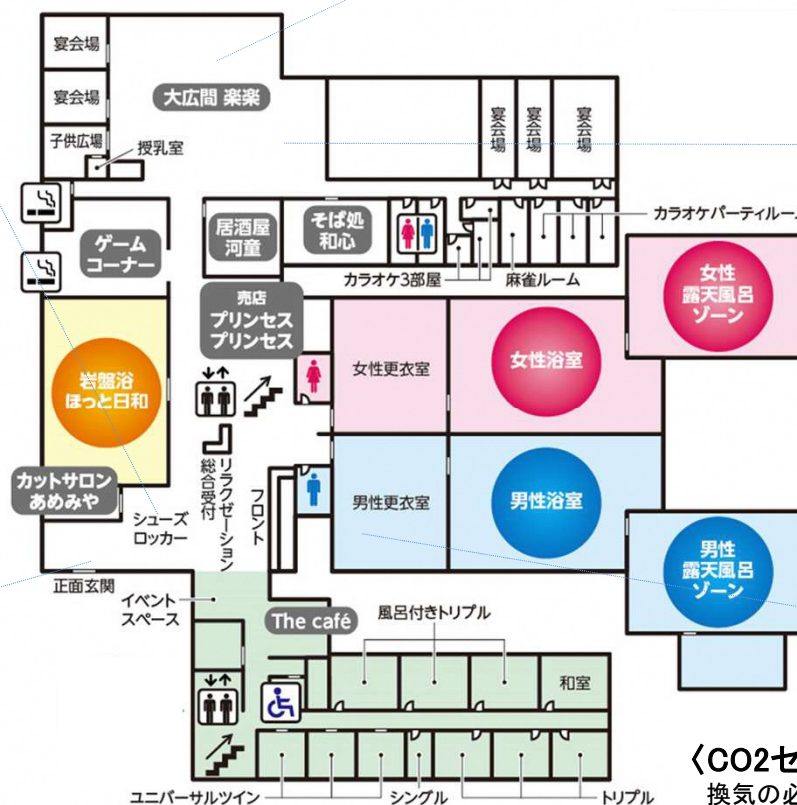 宴会場
大広間 楽楽
宴会場
子供広場
授乳室
宴会場
宴会場
宴会場
ゲーム
コーナー
居酒屋
河童
そば処
和心
カラオケパーティルーム
カラオケ3部屋
麻雀ルーム
売店
プリンセス
プリンセス
女性
露天風呂
ゾーン
女性更衣室
女性浴室
岩盤浴
ほっと日和
カットサロン
あめみや
シューズ
ロッカー
総合受付
リラクゼーション
フロント
男性更衣室
男性浴室
男性
露天風呂
ゾーン
正面玄関
イベント
スペース
The café
風呂付きトリプル
和室
ユニバーサルツイン
シングル
トリプル
〈CO2セ
換気の必